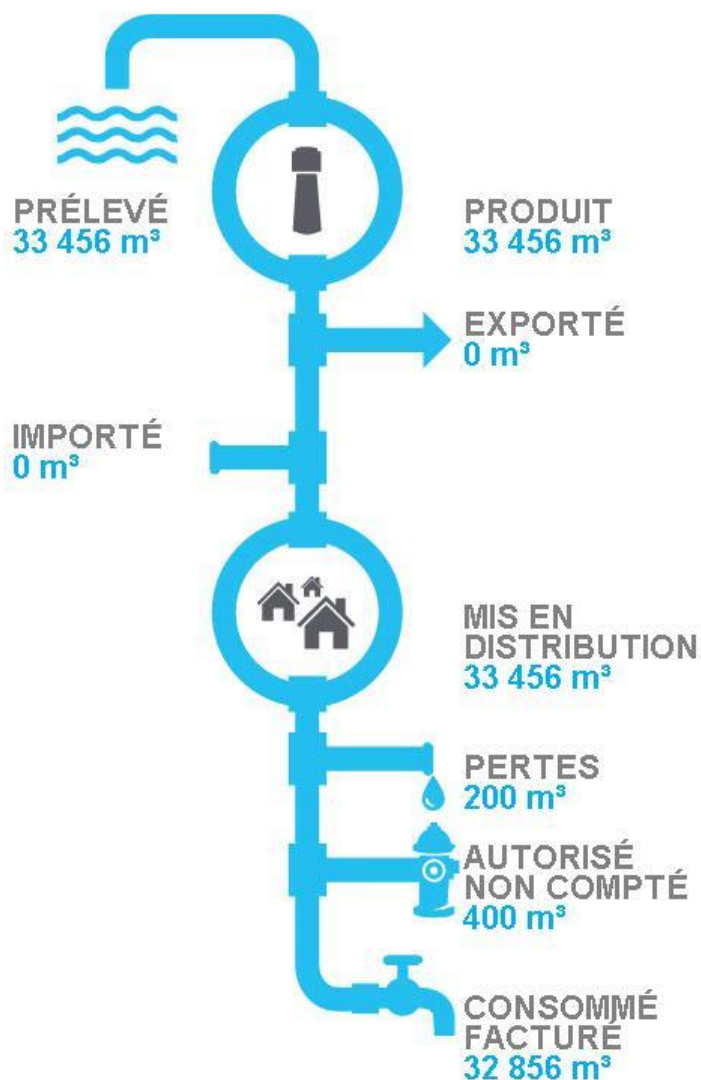 PRÉLEVÉ
33 456 m³
PRODUIT
33 456 m³
EXPORTÉ
0 m³
IMPORTÉ
0 m³
MIS EN
DISTRIBUTION
33 456 m³
PERTES
200 m³
AUTORISÉ
NON COMPTÉ
400 m³
CONSOMMÉ
FACTURÉ
32 856 m³